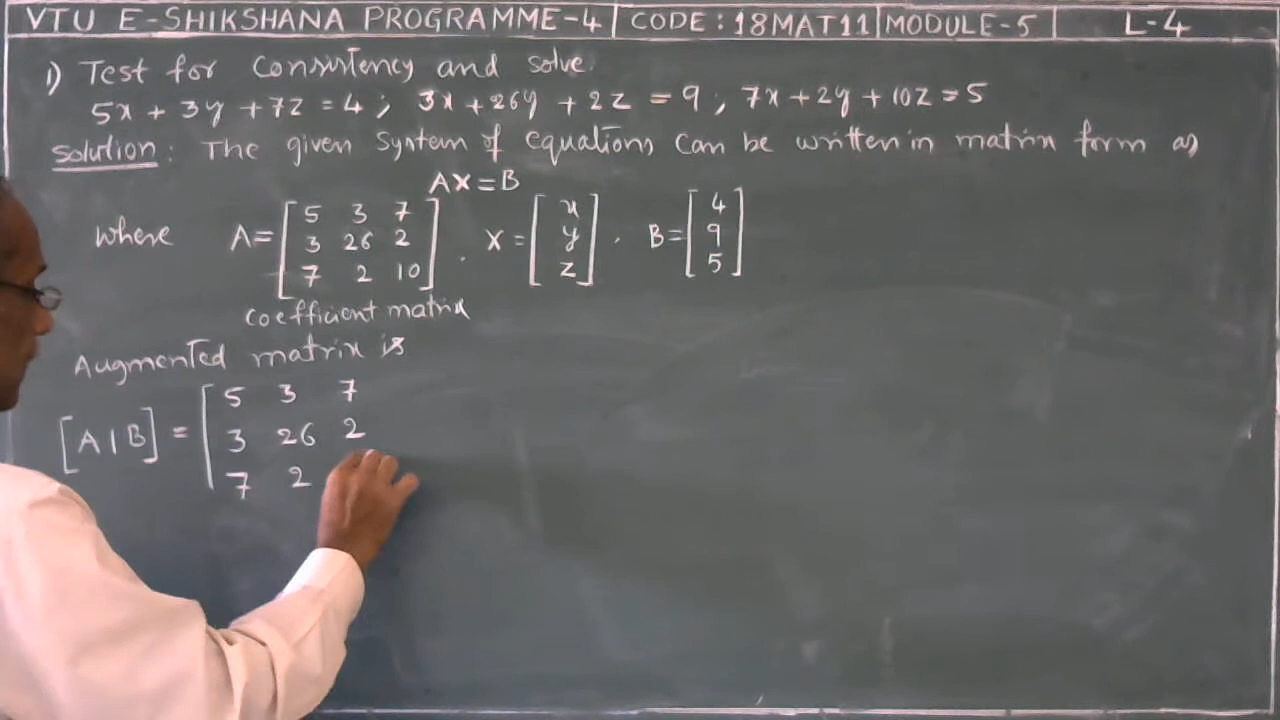 VTU E-SHIKSHANA PROGRAMME-4 | CODE: 18MAT11 | MODULE-5 | L-4
1) Test for Consistency and solve.
5x + 3y + 7z = 4 ; 3x + 26y + 2z = 9 ; 7x + 2y + 10z = 5
Solution : The given system of equations can be written in matrix form as
AX = B
where A = [ 5 3 7 ] . X = [ x ] . B = [ 4 ]
3 26 2 y 9
7 2 10 z 5
coefficient matrix
Augmented matrix is
5 3 7
[A | B] = [ 3 26 2
7 2